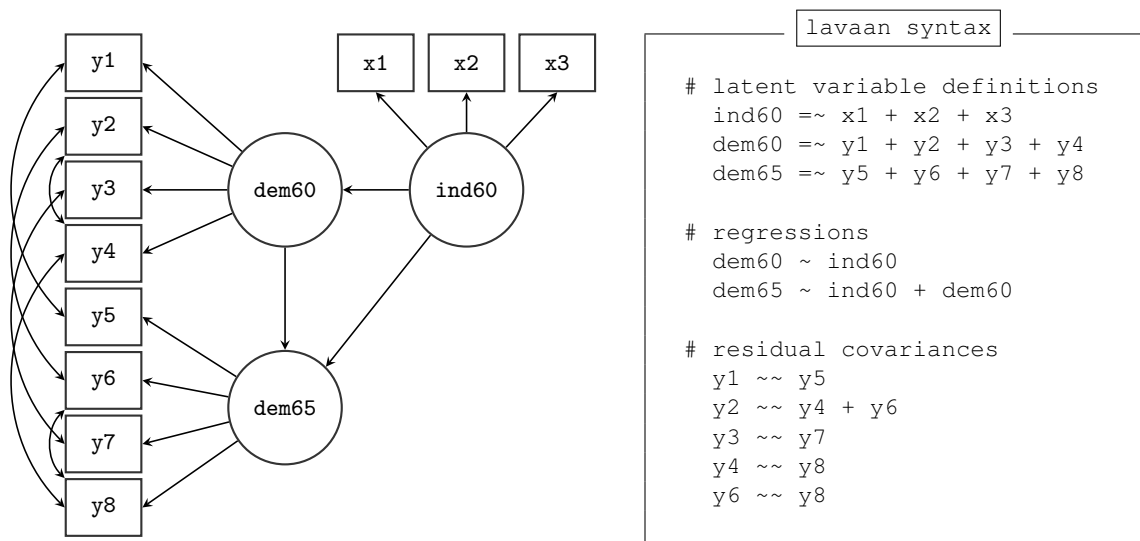 y1
y2
y3
y4
y5
y6
y7
y8
x1 x2 x3
dem60 ind60
dem65
lavaan syntax
# latent variable definitions
ind60 =~ x1 + x2 + x3
dem60 =~ y1 + y2 + y3 + y4
dem65 =~ y5 + y6 + y7 + y8
# regressions
dem60 ~ ind60
dem65 ~ ind60 + dem60
# residual covariances
y1 ~~ y5
y2 ~~ y4 + y6
y3 ~~ y7
y4 ~~ y8
y6 ~~ y8